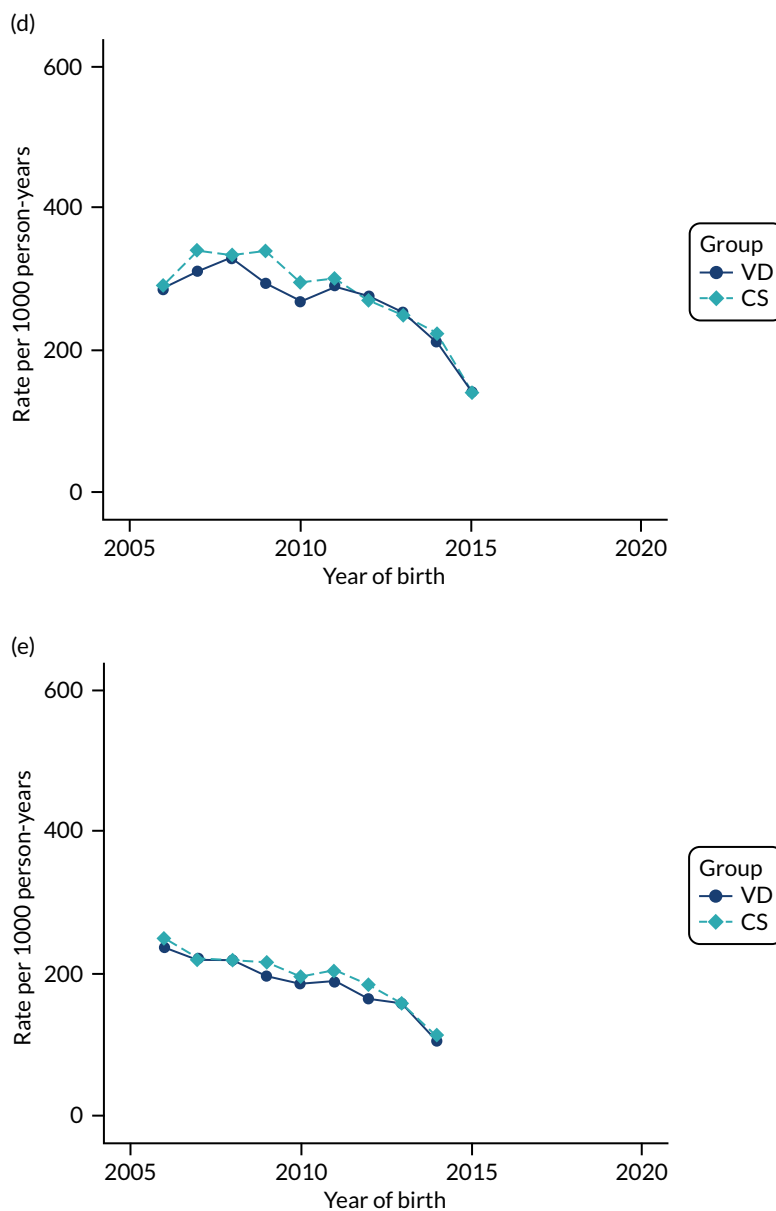 (d)
600
400
200
0
Rate per 1000 person-years
2005 2010 2015 2020
Year of birth
Group
VD
CS
(e)
600
400
200
0
Rate per 1000 person-years
2005 2010 2015 2020
Year of birth
Group
VD
CS